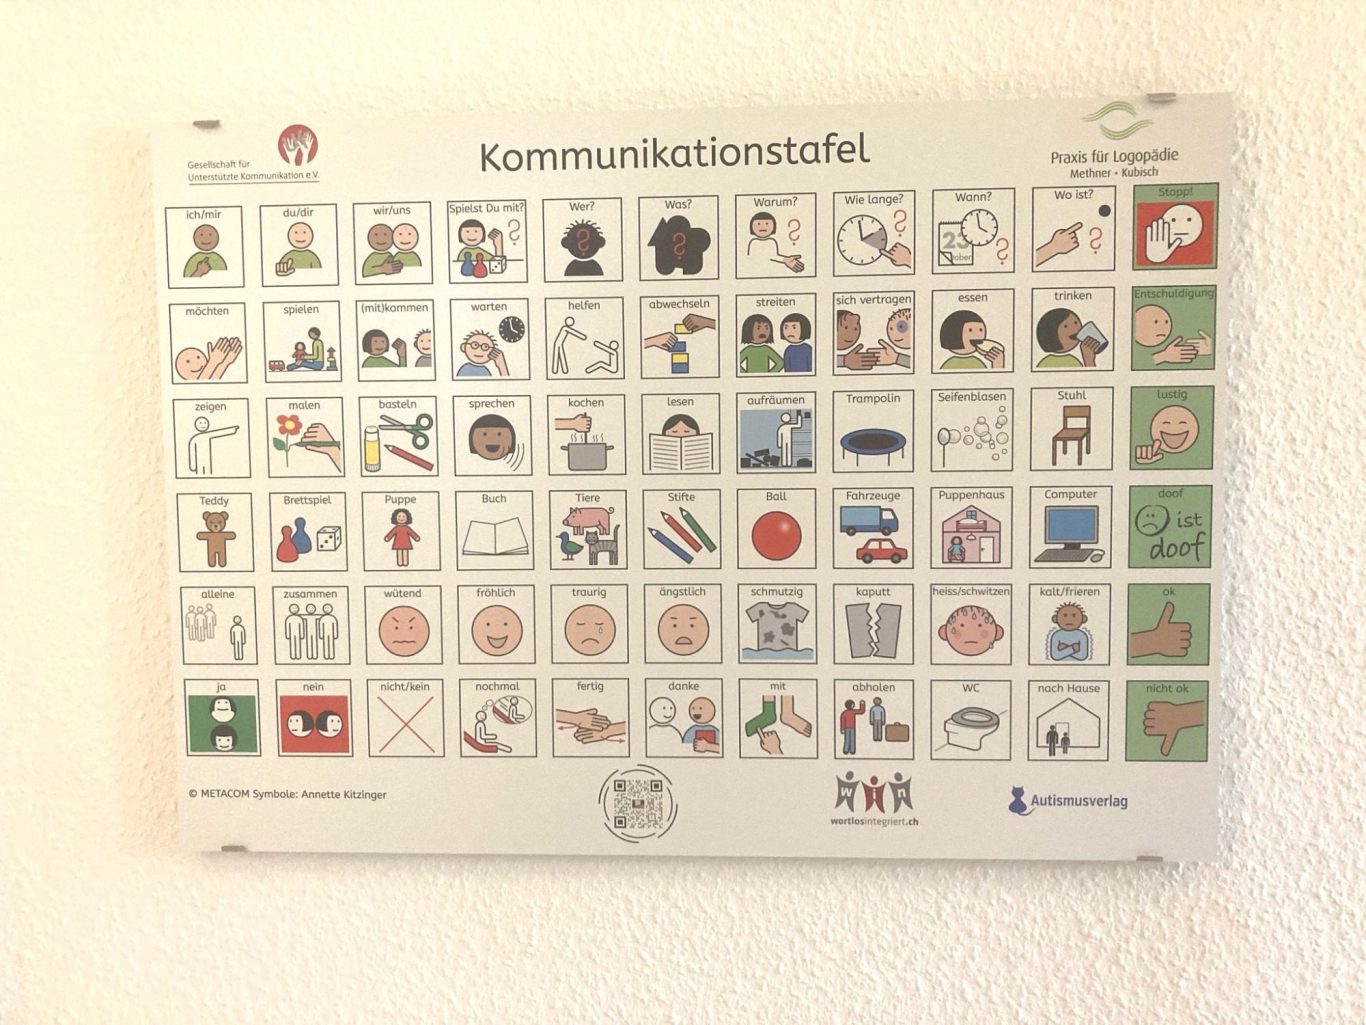 Gesellschaft für
Unterstützte Kommunikation e.V.
Kommunikationstafel
Praxis für Logopädie
Methner • Kubisch
ich/mir
du/dir
wir/uns
Spielst Du mit?
Wer?
Was?
Warum?
Wie lange?
Wann?
23
Wo ist?
Stopp!
möchten
spielen
(mit)kommen
warten
helfen
abwechseln
streiten
sich vertragen
essen
trinken
Entschuldigung
zeigen
malen
basteln
sprechen
kochen
lesen
aufräumen
Trampolin
Seifenblasen
Stuhl
lustig
Teddy
Brettspiel
Puppe
Buch
Tiere
Stifte
Ball
Fahrzeuge
Puppenhaus
Computer
doof
ist
doof
alleine
zusammen
wütend
fröhlich
traurig
ängstlich
schmutzig
kaputt
heiss/schwitzen
kalt/frieren
ok
ja
nein
nicht/kein
nochmal
fertig
danke
mit
abholen
WC
nach Hause
nicht ok
© METACOM Symbole: Annette Kitzinger
win
wortlosintegriert.ch
Autismusverlag